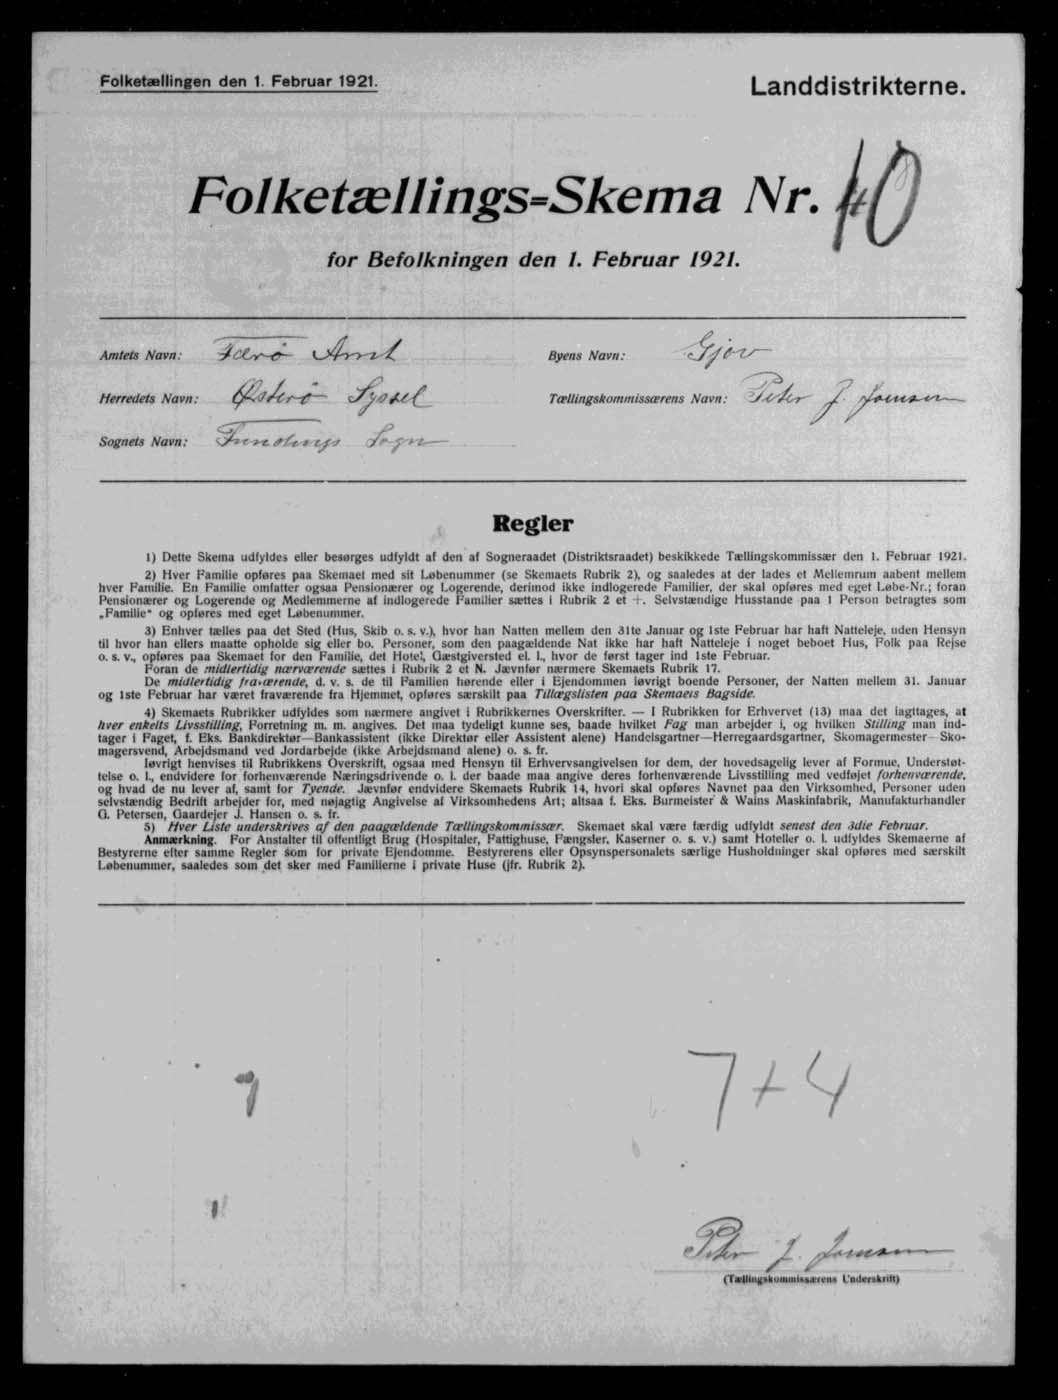 Folketællingen den 1. Februar 1921.
Landdistrikterne.
Folketællings=Skema Nr. 40
for Befolkningen den 1. Februar 1921.
Amtets Navn: Færø Amt
Byens Navn: Gjov
Herredets Navn: Østerø Syssel
Tællingskommissærens Navn: Peter J. Joensen
Sognets Navn: Fundings Sogn
Regler
1) Dette Skema udfyldes eller besørges udfyldt af den af Sogneraadet (Distriktsraadet) beskikkede Tællingskommissær den 1. Februar 1921.
2) Hver Familie opføres paa Skemaet med sit Løbenummer (se Skemaets Rubrik 2), og saaledes at der lades et Mellemrum aabent mellem
hver Familie. En Familie omfatter ogsaa Pensionærer og Logerende, derimod ikke indlogerede Familier, der skal opføres med eget Løbe-Nr.; foran
Pensionærer og Logerende og Medlemmerne af indlogerede Familier sættes i Rubrik 2 et +. Selvstændige Husstande paa 1 Person betragtes som
„Familie“ og opføres med eget Løbenummer.
3) Enhver tælles paa det Sted (Hus, Skib o. s. v.), hvor han Natten mellem den 31te Januar og 1ste Februar har haft Natteleje, uden Hensyn
til hvor han ellers maatte opholde sig eller bo. Personer, som den paagældende Nat ikke har haft Natteleje i noget beboet Hus, Folk paa Rejse
o. s. v., opføres paa Skemaet for den Familie, det Hotel, Gæstgiversted el. l., hvor de først tager ind 1ste Februar.
Foran de midlertidig nærværende sættes i Rubrik 2 et N. Jævnfør nærmere Skemaets Rubrik 17.
De midlertidig fraværende, d. v. s. de til Familien hørende eller i Ejendommen iøvrigt boende Personer, der Natten mellem 31. Januar
og 1ste Februar har været fraværende fra Hjemmet, opføres særskilt paa Tillægslisten paa Skemaets Bagside.
4) Skemaets Rubrikker udfyldes som nærmere angivet i Rubrikkernes Overskrifter. — I Rubrikken for Erhvervet (13) maa det iagttages, at
hver enkelts Livsstilling, Forretning m. m. angives. Det maa tydeligt kunne ses, baade hvilket Fag man arbejder i, og hvilken Stilling man ind-
tager i Faget, f. Eks. Bankdirektør—Bankassistent (ikke Direktør eller Assistent alene) Handelsgartner—Herregaardsgartner, Skomagermester—Sko-
magersvend, Arbejdsmand ved Jordarbejde (ikke Arbejdsmand alene) o. s. fr.
Iøvrigt henvises til Rubrikkens Overskrift, ogsaa med Hensyn til Erhvervsangivelsen for dem, der hovedsagelig lever af Formue, Understøt-
telse o. l., endvidere for forhenværende Næringsdrivende o. l. der baade maa angive deres forhenværende Livsstilling med vedføjet forhenværende,
og hvad de nu lever af, samt for Tyende. Jævnfør endvidere Skemaets Rubrik 14, hvori skal opføres Navnet paa den Virksomhed, Personer uden
selvstændig Bedrift arbejder for, med nøjagtig Angivelse af Virksomhedens Art; altsaa f. Eks. Burmeister & Wains Maskinfabrik, Manufakturhandler
G. Petersen, Gaardejer J. Hansen o. s. fr.
5) Hver Liste underskrives af den paagældende Tællingskommissær. Skemaet skal være færdig udfyldt senest den 3die Februar.
Anmærkning. For Anstalter til offentligt Brug (Hospitaler, Fattighuse, Fængsler, Kaserner o. s. v.) samt Hoteller o. l. udfyldes Skemaerne af
Bestyrerne efter samme Regler som for private Ejendomme. Bestyrerens eller Opsynspersonalets særlige Husholdninger skal opføres med særskilt
Løbenummer, saaledes som det sker med Familierne i private Huse (jfr. Rubrik 2).
7+4
Peter J. Joensen
(Tællingskommissærens Underskrift)